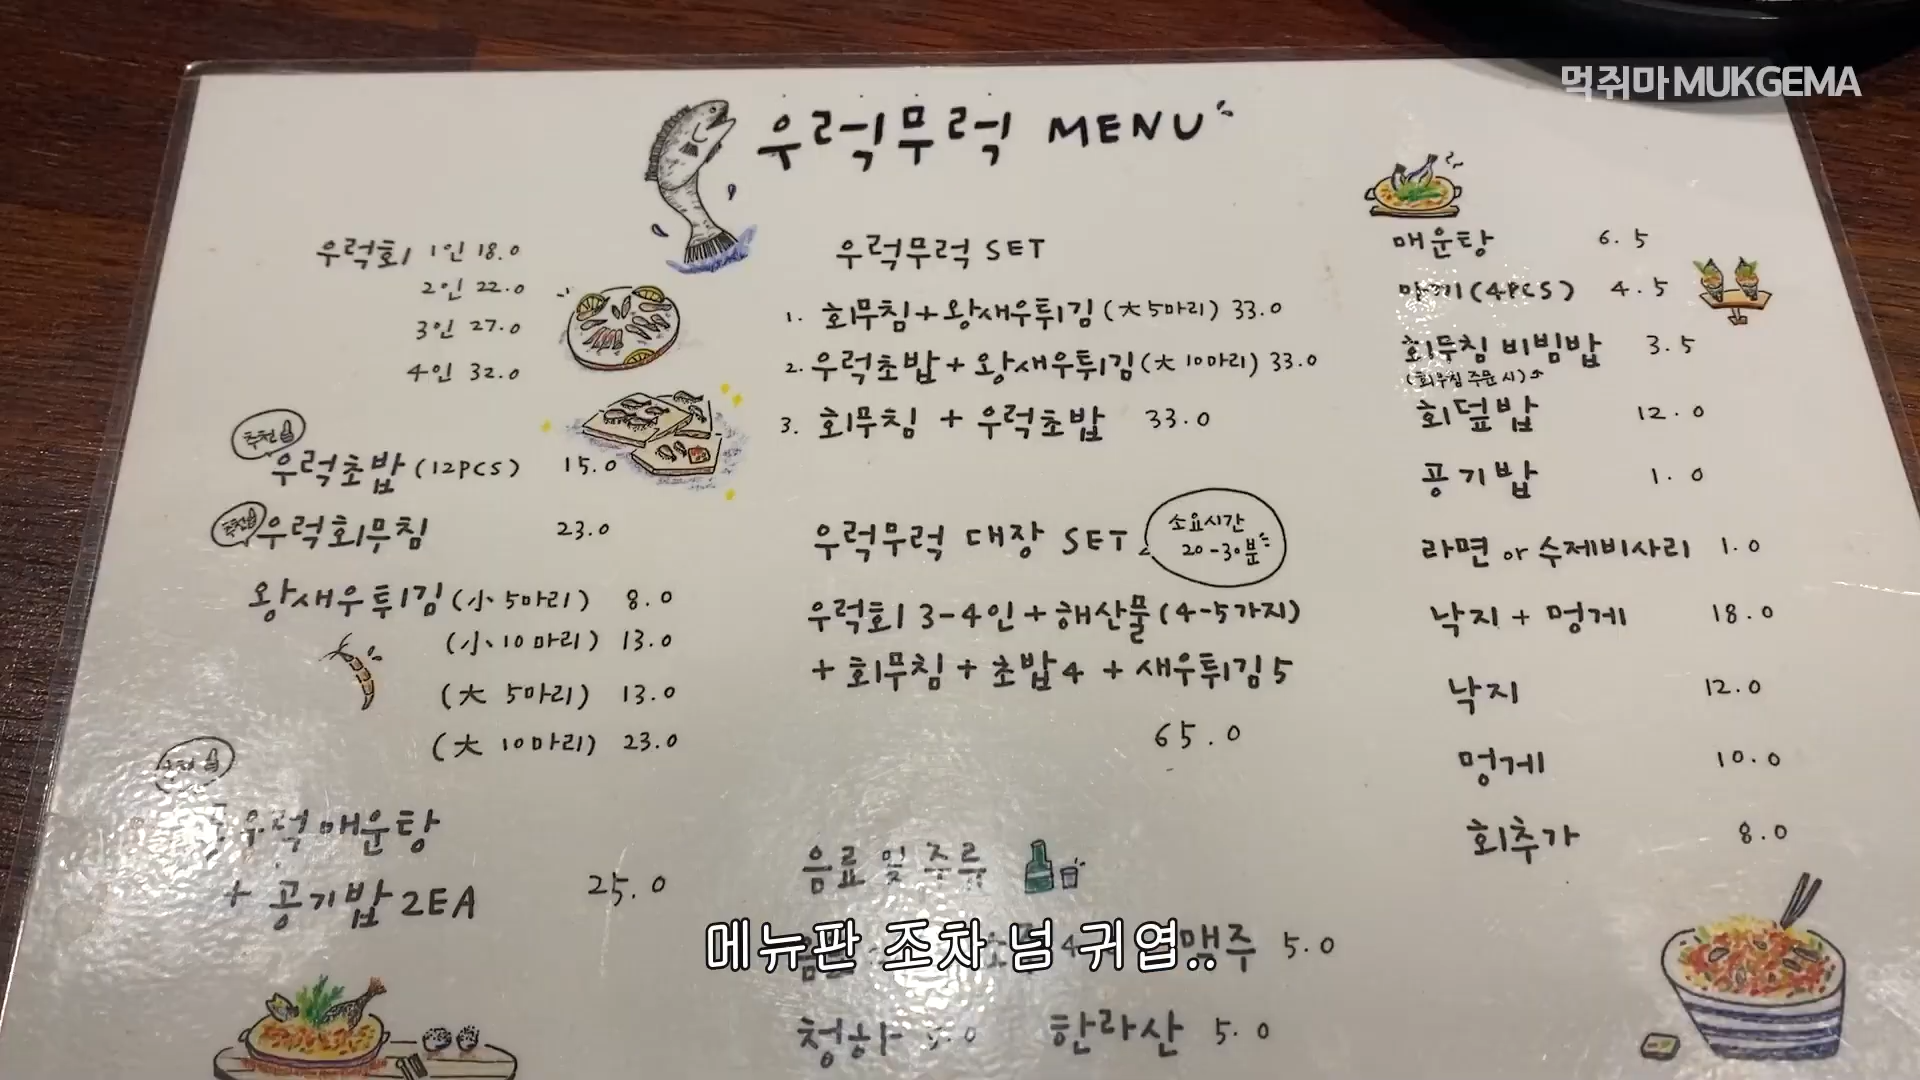 먹쥐마 MUKGEMA
우럭무럭 MENU
우럭회 1인 18.0
2인 22.0
3인 27.0
4인 32.0
추천
우럭초밥 (12PCS) 15.0
추천
우럭회무침 23.0
왕새우튀김 (小 5마리) 8.0
(小 10마리) 13.0
(大 5마리) 13.0
(大 10마리) 23.0
우럭매운탕
+ 공기밥 2EA 25.0
우럭무럭 SET
1. 회무침 + 왕새우튀김 (大 5마리) 33.0
2. 우럭초밥 + 왕새우튀김 (大 10마리) 33.0
3. 회무침 + 우럭초밥 33.0
우럭무럭 대장 SET
소요시간
20-30분
우럭회 3-4인 + 해산물 (4-5가지)
+ 회무침 + 초밥4 + 새우튀김 5
65.0
음료 및 주류
맥주 5.0
청하 5.0 한라산 5.0
매운탕 6.5
마끼 (4PCS) 4.5
회무침 비빔밥 3.5
(회무침 주문 시)
회덮밥 12.0
공기밥 1.0
라면 or 수제비사리 1.0
낙지 + 멍게 18.0
낙지 12.0
멍게 10.0
회추가 8.0
메뉴판 조차 넘 귀엽..